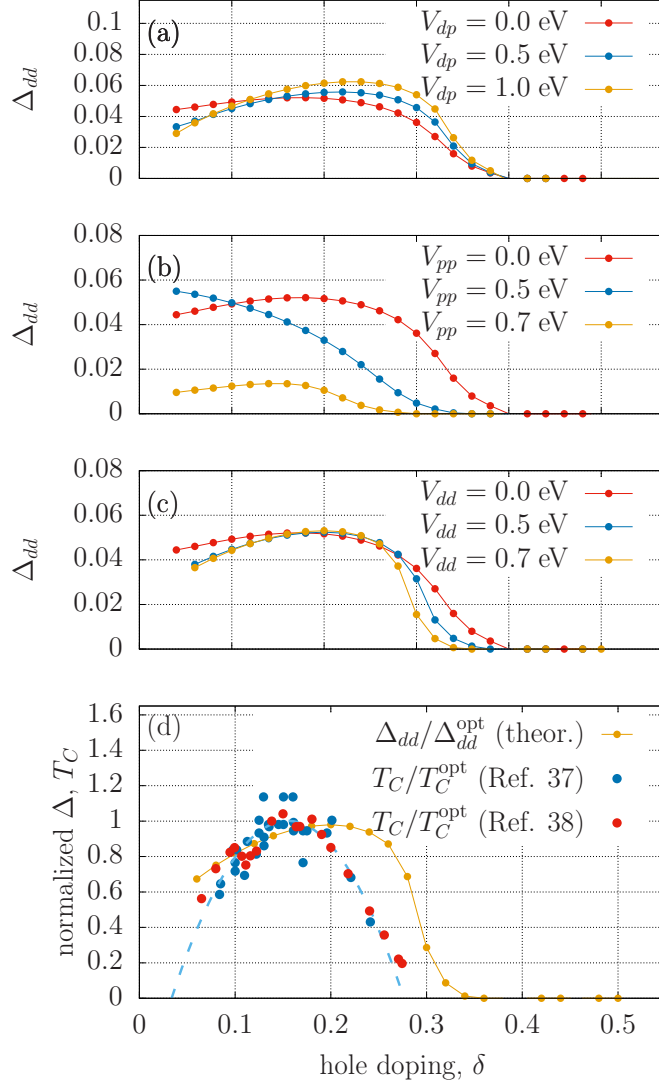 (a)
V_dp = 0.0 eV
V_dp = 0.5 eV
V_dp = 1.0 eV
Δ_dd
0.1
0.08
0.06
0.04
0.02
0
(b)
V_pp = 0.0 eV
V_pp = 0.5 eV
V_pp = 0.7 eV
Δ_dd
0.08
0.06
0.04
0.02
0
(c)
V_dd = 0.0 eV
V_dd = 0.5 eV
V_dd = 0.7 eV
Δ_dd
0.08
0.06
0.04
0.02
0
(d)
Δ_dd/Δ_dd^opt (theor.)
T_C/T_C^opt (Ref. 37)
T_C/T_C^opt (Ref. 38)
normalized Δ, T_C
1.6
1.4
1.2
1
0.8
0.6
0.4
0.2
0
0.1 0.2 0.3 0.4 0.5
hole doping, δ